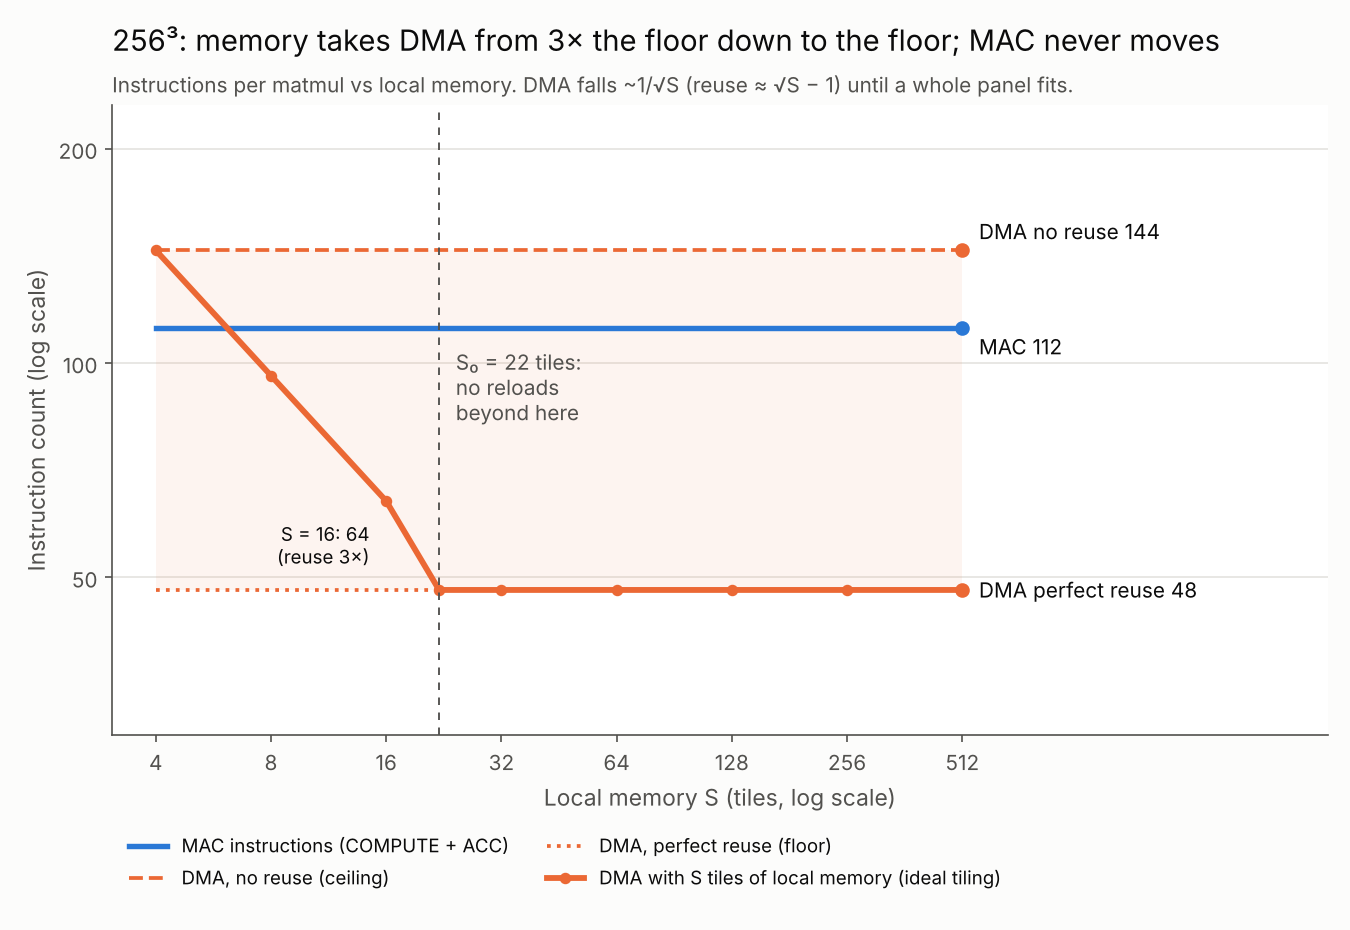 256³: memory takes DMA from 3× the floor down to the floor; MAC never moves
Instructions per matmul vs local memory. DMA falls ~1/√S (reuse ≈ √S − 1) until a whole panel fits.
Instruction count (log scale)
200
100
50
DMA no reuse 144
MAC 112
S₀ = 22 tiles:
no reloads
beyond here
S = 16: 64
(reuse 3×)
DMA perfect reuse 48
4 8 16 32 64 128 256 512
Local memory S (tiles, log scale)
MAC instructions (COMPUTE + ACC)
DMA, no reuse (ceiling)
DMA, perfect reuse (floor)
DMA with S tiles of local memory (ideal tiling)